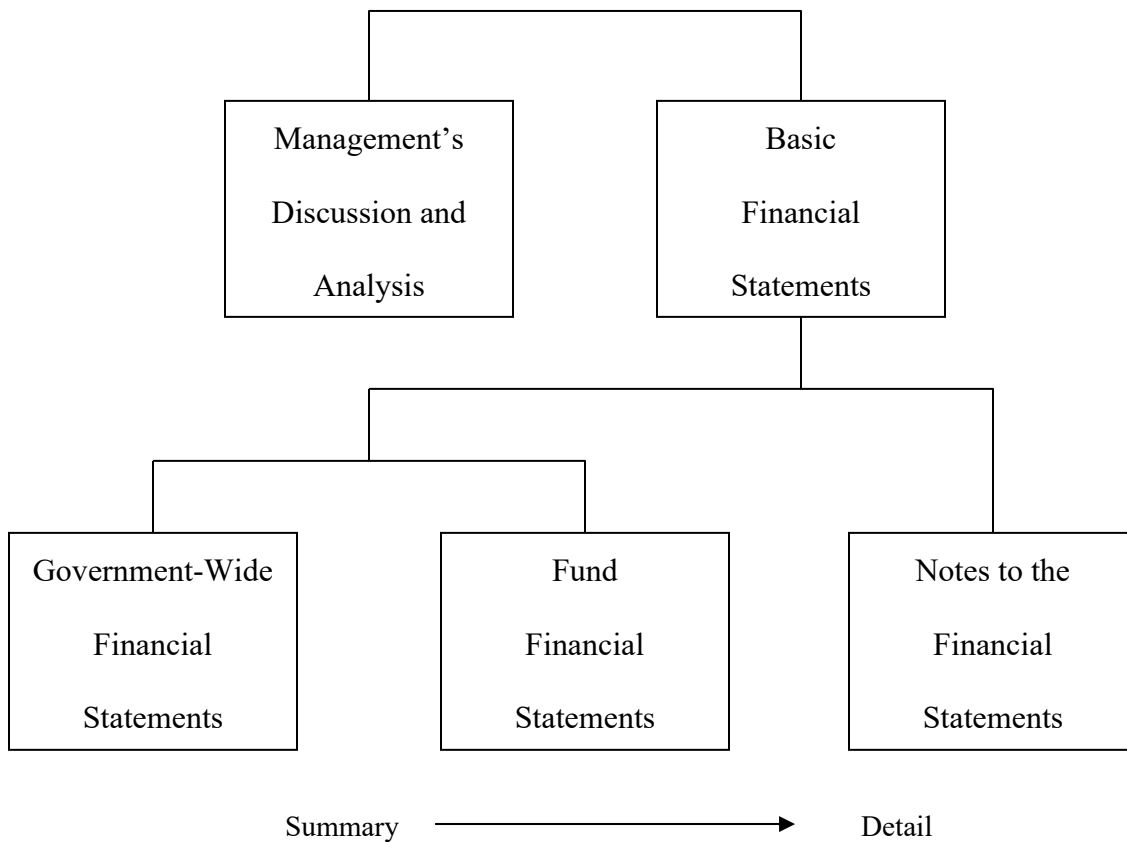 Management’s
Discussion and
Analysis
Basic
Financial
Statements
Government-Wide
Financial
Statements
Fund
Financial
Statements
Notes to the
Financial
Statements
Summary
Detail